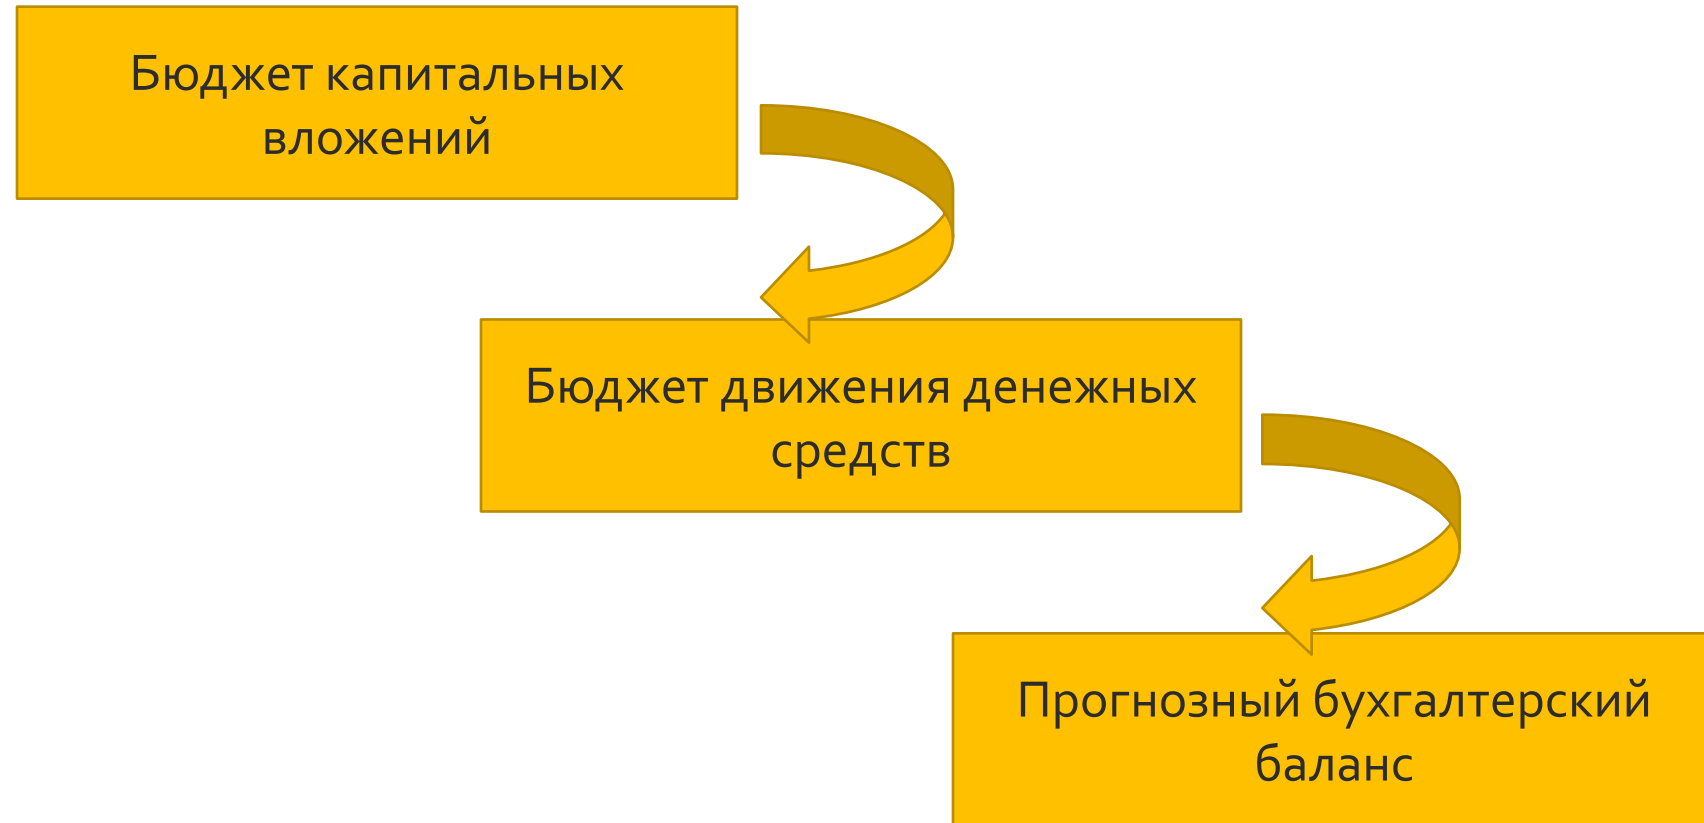 Бюджет капитальных
вложений
Бюджет движения денежных
средств
Прогнозный бухгалтерский
баланс